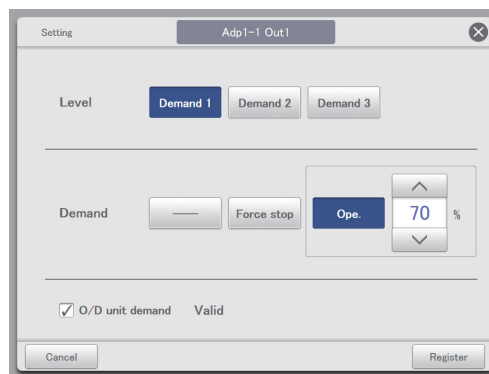 Setting
Adp1-1 Out1
Level
Demand 1
Demand 2
Demand 3
Demand
Force stop
Ope.
70
%
O/D unit demand
Valid
Cancel
Register